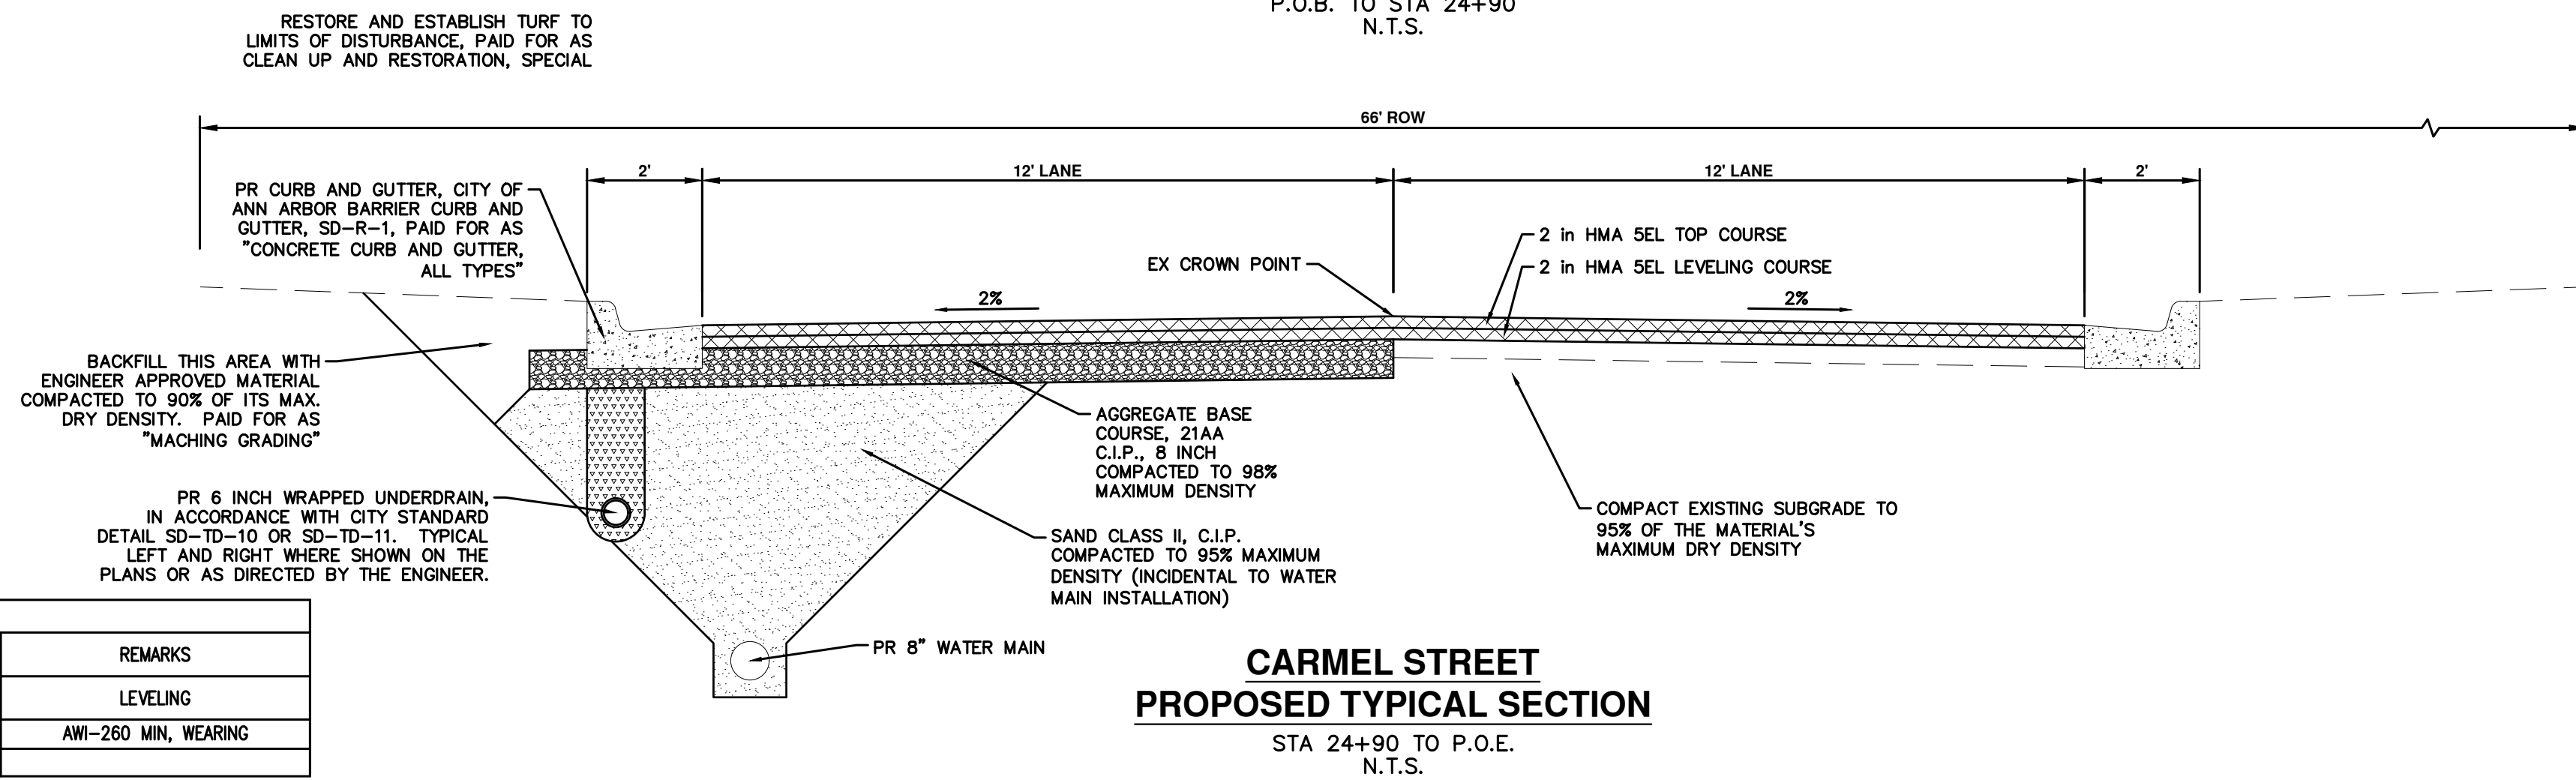 P.O.B. TO STA 24+90
N.T.S.
RESTORE AND ESTABLISH TURF TO
LIMITS OF DISTURBANCE, PAID FOR AS
CLEAN UP AND RESTORATION, SPECIAL
66' ROW
2'
12' LANE
12' LANE
2'
PR CURB AND GUTTER, CITY OF
ANN ARBOR BARRIER CURB AND
GUTTER, SD-R-1, PAID FOR AS
"CONCRETE CURB AND GUTTER,
ALL TYPES"
2 in HMA 5EL TOP COURSE
2 in HMA 5EL LEVELING COURSE
EX CROWN POINT
2%
2%
BACKFILL THIS AREA WITH
ENGINEER APPROVED MATERIAL
COMPACTED TO 90% OF ITS MAX.
DRY DENSITY. PAID FOR AS
"MACHING GRADING"
AGGREGATE BASE
COURSE, 21AA
C.I.P., 8 INCH
COMPACTED TO 98%
MAXIMUM DENSITY
PR 6 INCH WRAPPED UNDERDRAIN,
IN ACCORDANCE WITH CITY STANDARD
DETAIL SD-TD-10 OR SD-TD-11. TYPICAL
LEFT AND RIGHT WHERE SHOWN ON THE
PLANS OR AS DIRECTED BY THE ENGINEER.
SAND CLASS II, C.I.P.
COMPACTED TO 95% MAXIMUM
DENSITY (INCIDENTAL TO WATER
MAIN INSTALLATION)
COMPACT EXISTING SUBGRADE TO
95% OF THE MATERIAL'S
MAXIMUM DRY DENSITY
PR 8" WATER MAIN
REMARKS
LEVELING
AWI-260 MIN, WEARING
CARMEL STREET
PROPOSED TYPICAL SECTION
STA 24+90 TO P.O.E.
N.T.S.